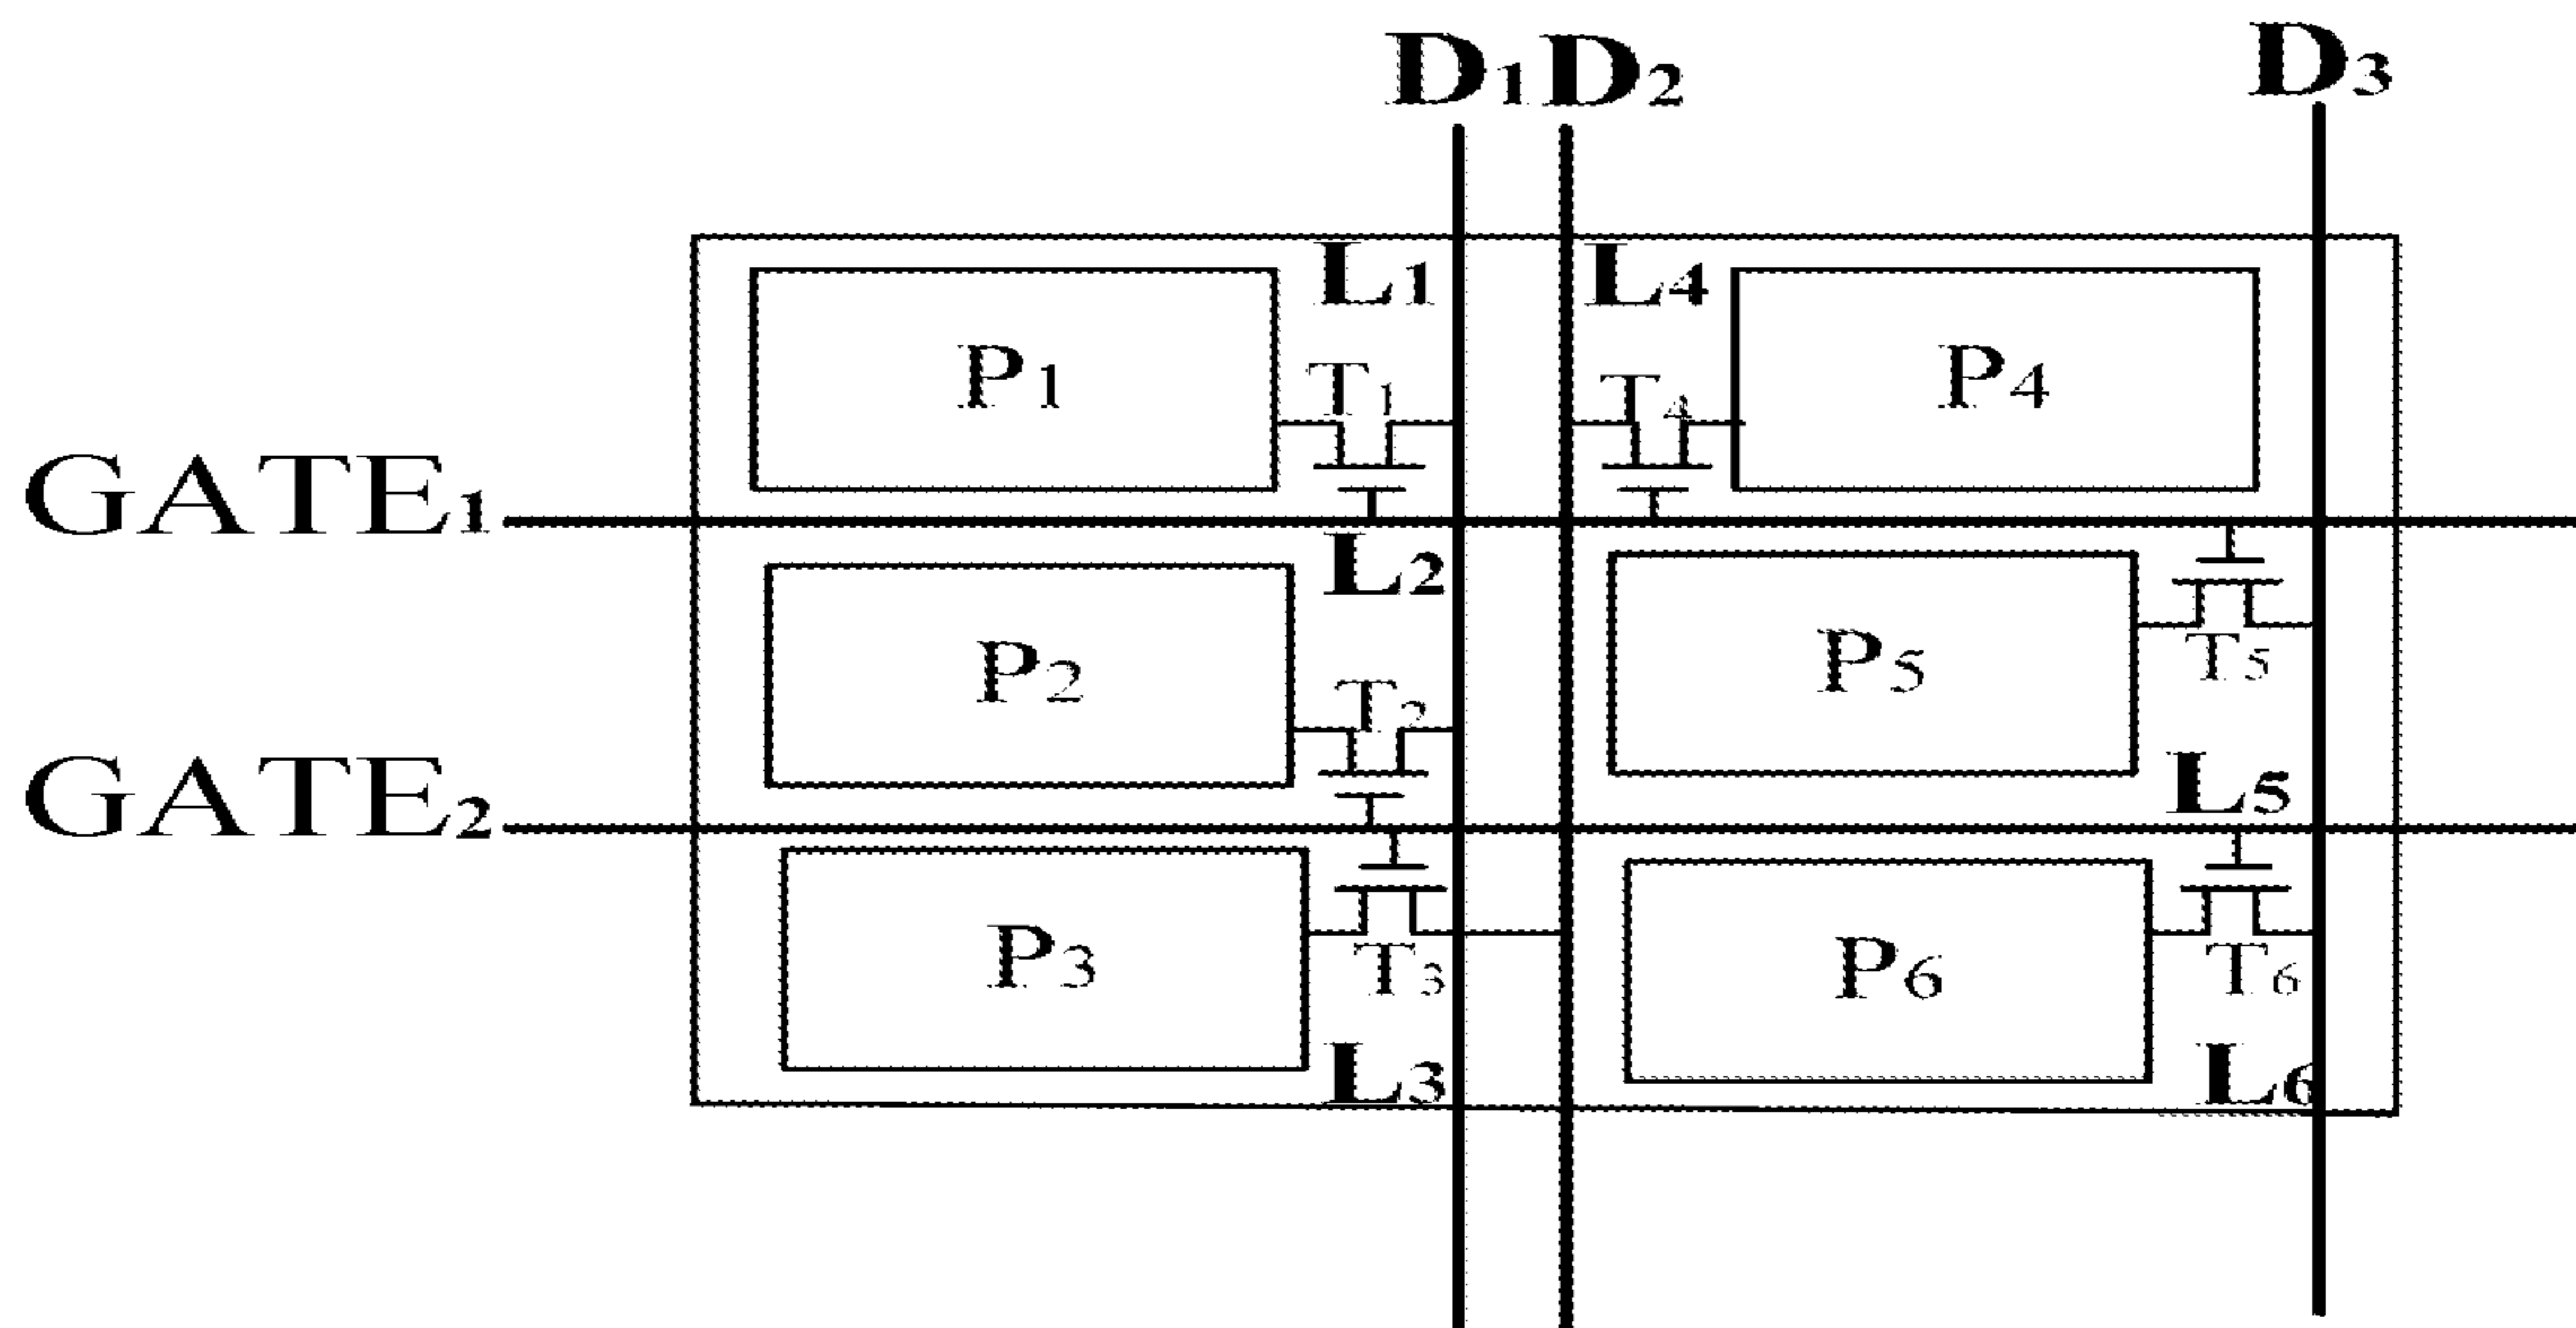 D1 D2 D3
L1 L4
P1 T1 T4 P4
GATE1
L2
P2 T2 P5 T5
GATE2 L5
P3 T3 P6 T6
L3 L6